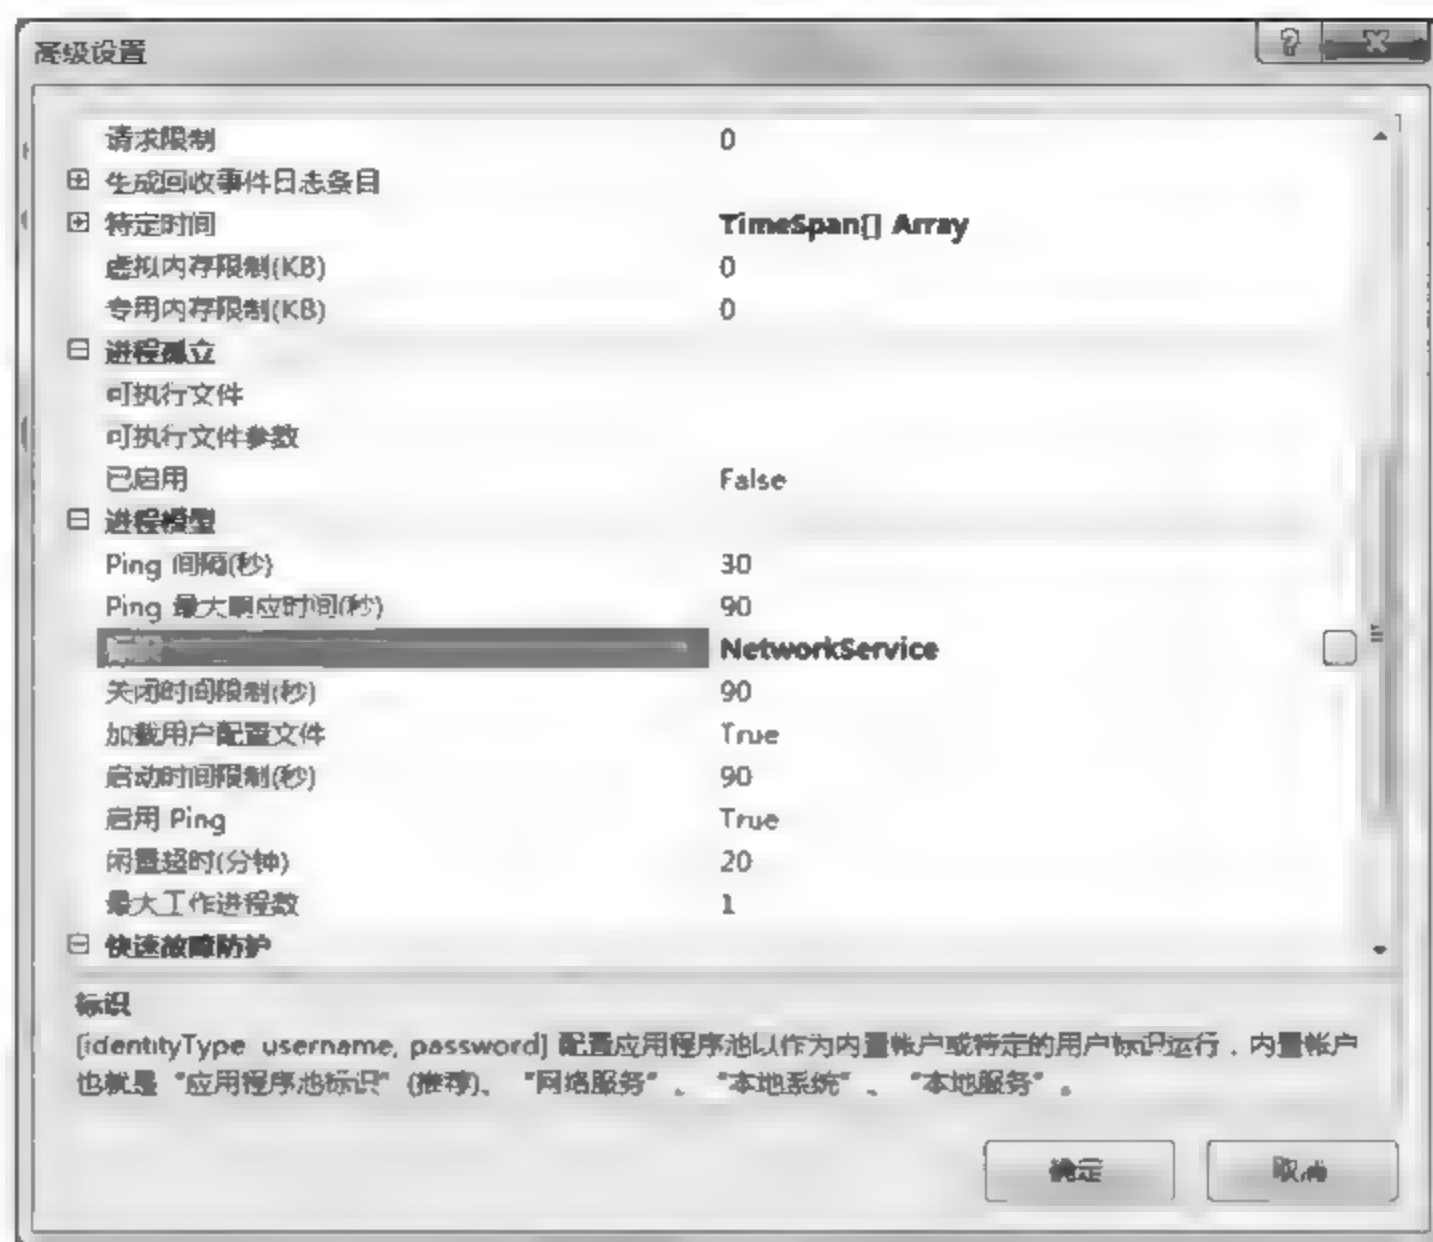 高级设置
请求限制 0
生成回收事件日志条目
特定时间 TimeSpan[] Array
虚拟内存限制(KB) 0
专用内存限制(KB) 0
进程孤立
可执行文件
可执行文件参数
已启用 False
进程模型
Ping 间隔(秒) 30
Ping 最大响应时间(秒) 90
标识 NetworkService
关闭时间限制(秒) 90
加载用户配置文件 True
启动时间限制(秒) 90
启用 Ping True
闲置超时(分钟) 20
最大工作进程数 1
快速故障防护
标识
[identityType username, password] 配置应用程序池以作为内置帐户或特定的用户标识运行，内置帐户
也就是“应用程序池标识”(推荐)、“网络服务”、“本地系统”、“本地服务”。
确定 取消